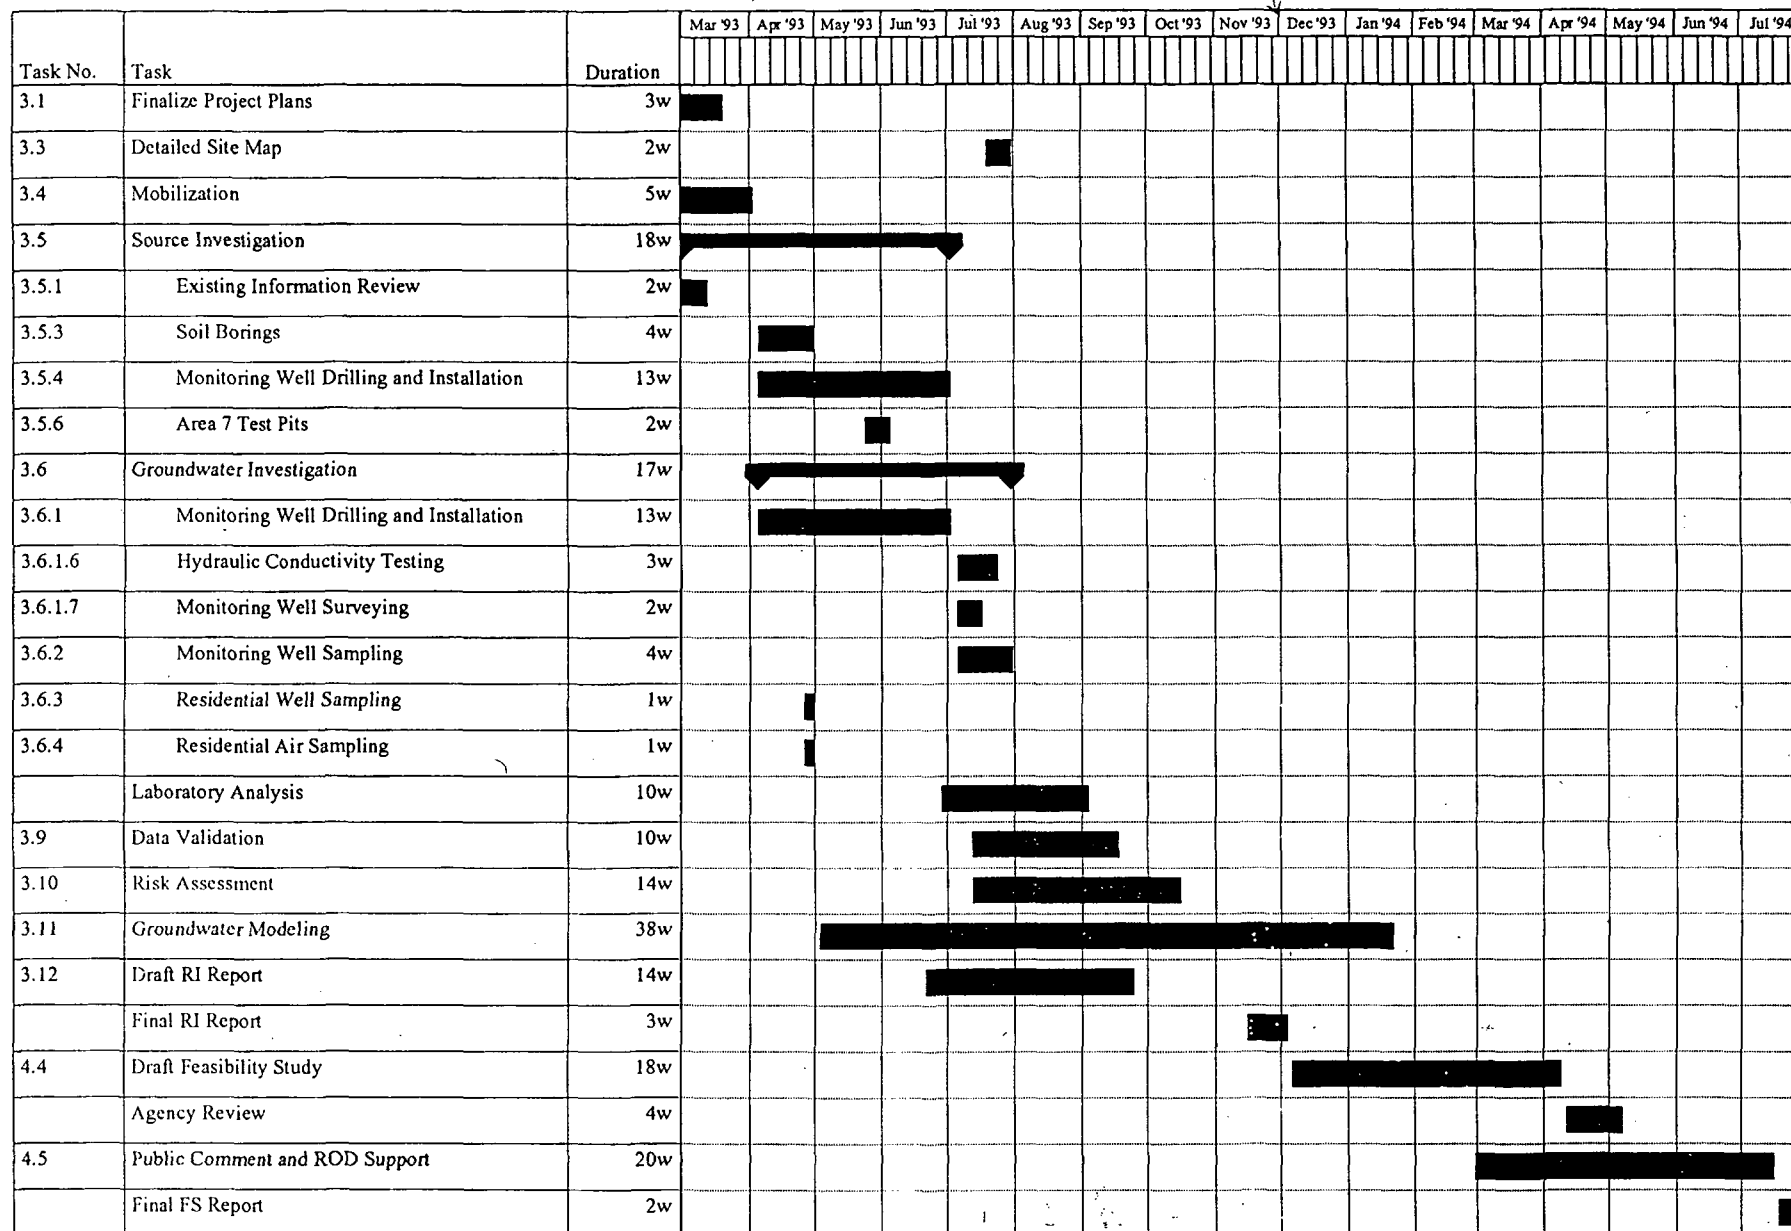 Mar '93 Apr '93 May '93 Jun '93 Jul '93 Aug '93 Sep '93 Oct '93 Nov '93 Dec '93 Jan '94 Feb '94 Mar '94 Apr '94 May '94 Jun '94 Jul '94
Task No. Task Duration
3.1 Finalize Project Plans 3w
3.3 Detailed Site Map 2w
3.4 Mobilization 5w
3.5 Source Investigation 18w
3.5.1 Existing Information Review 2w
3.5.3 Soil Borings 4w
3.5.4 Monitoring Well Drilling and Installation 13w
3.5.6 Area 7 Test Pits 2w
3.6 Groundwater Investigation 17w
3.6.1 Monitoring Well Drilling and Installation 13w
3.6.1.6 Hydraulic Conductivity Testing 3w
3.6.1.7 Monitoring Well Surveying 2w
3.6.2 Monitoring Well Sampling 4w
3.6.3 Residential Well Sampling 1w
3.6.4 Residential Air Sampling 1w
Laboratory Analysis 10w
3.9 Data Validation 10w
3.10 Risk Assessment 14w
3.11 Groundwater Modeling 38w
3.12 Draft RI Report 14w
Final RI Report 3w
4.4 Draft Feasibility Study 18w
Agency Review 4w
4.5 Public Comment and ROD Support 20w
Final FS Report 2w